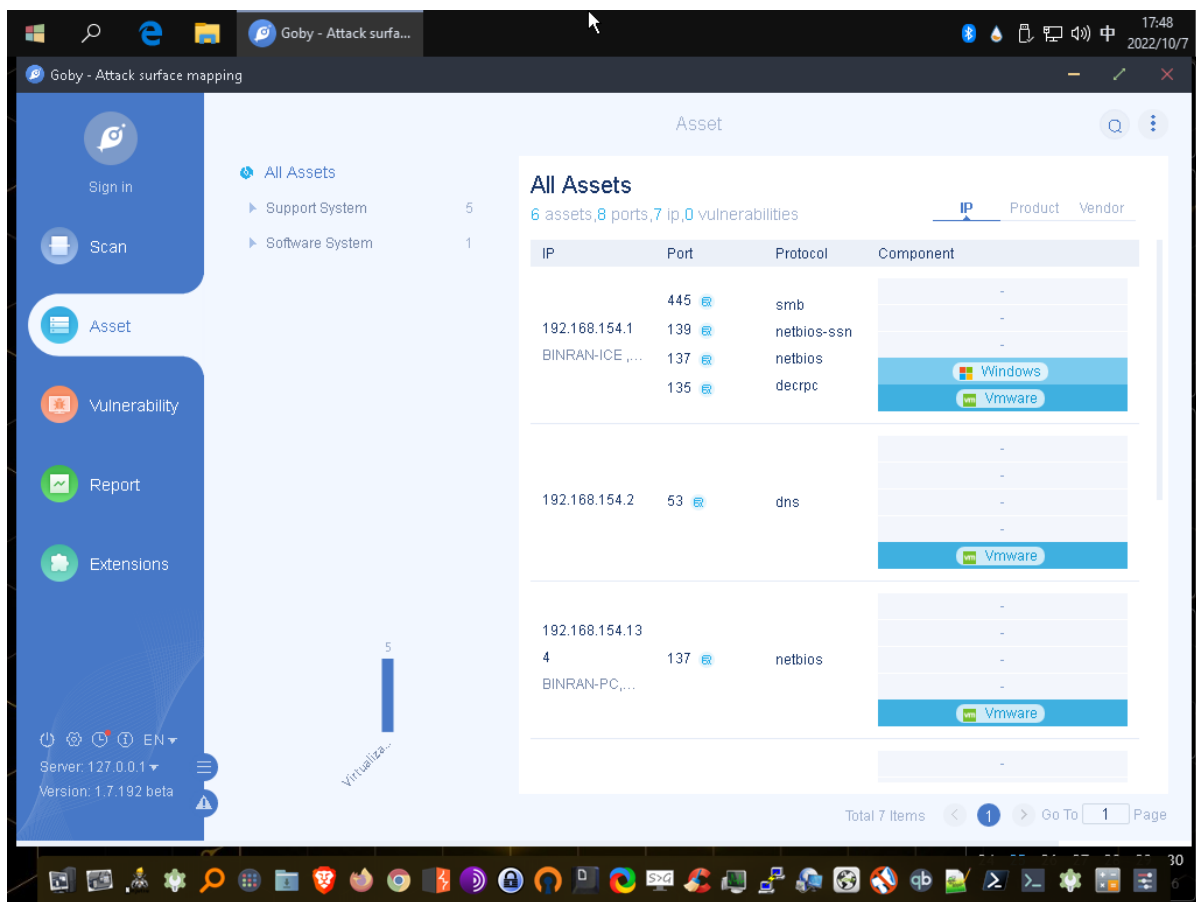 Goby - Attack surfa...
中
17:48
2022/10/7
Goby - Attack surface mapping
Asset
Sign in
Scan
Asset
Vulnerability
Report
Extensions
EN
Server: 127.0.0.1
Version: 1.7.192 beta
All Assets
Support System 5
Software System 1
5
Virtualiza...
All Assets
6 assets,8 ports,7 ip,0 vulnerabilities
IP Product Vendor
IP Port Protocol Component
192.168.154.1
BINRAN-ICE ,...
445 smb
139 netbios-ssn
137 netbios
135 decrpc
-
-
-
Windows
vm Vmware
192.168.154.2 53 dns
-
-
-
-
vm Vmware
192.168.154.13
4
BINRAN-PC,...
137 netbios
-
-
-
-
vm Vmware
-
Total 7 Items 1 Go To 1 Page
30
qb